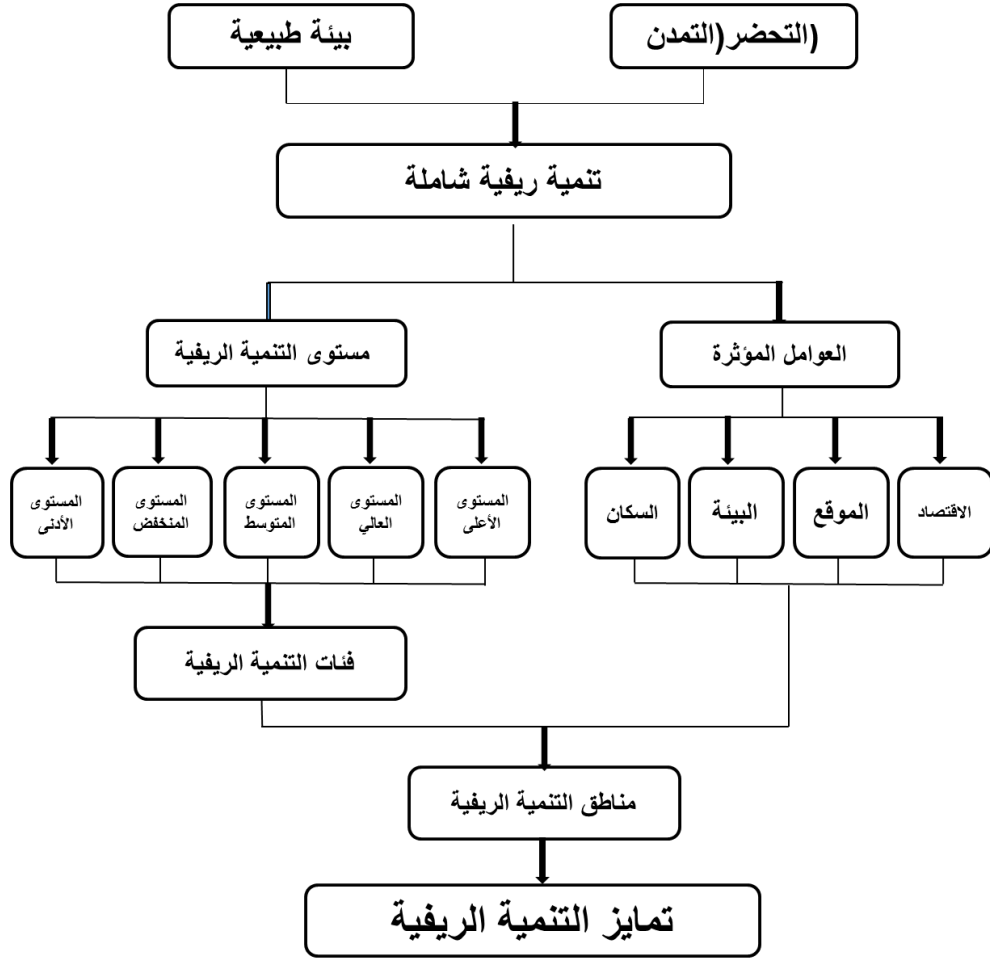 (التحضر(التمدن
بيئة طبيعية
تنمية ريفية شاملة
العوامل المؤثرة
مستوى التنمية الريفية
الاقتصاد
الموقع
البيئة
السكان
المستوى
الأعلى
المستوى
العالي
المستوى
المتوسط
المستوى
المنخفض
المستوى
الأدنى
فئات التنمية الريفية
مناطق التنمية الريفية
تمايز التنمية الريفية